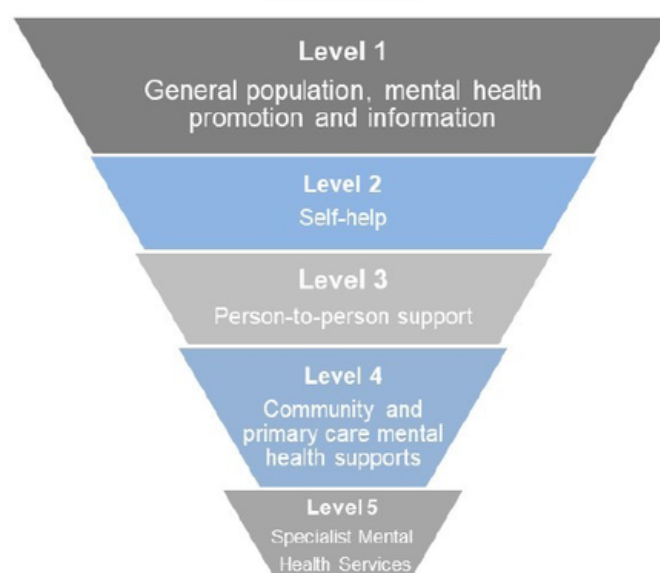 Level 1
General population, mental health
promotion and information
Level 2
Self-help
Level 3
Person-to-person support
Level 4
Community and
primary care mental
health supports
Level 5
Specialist Mental
Health Services